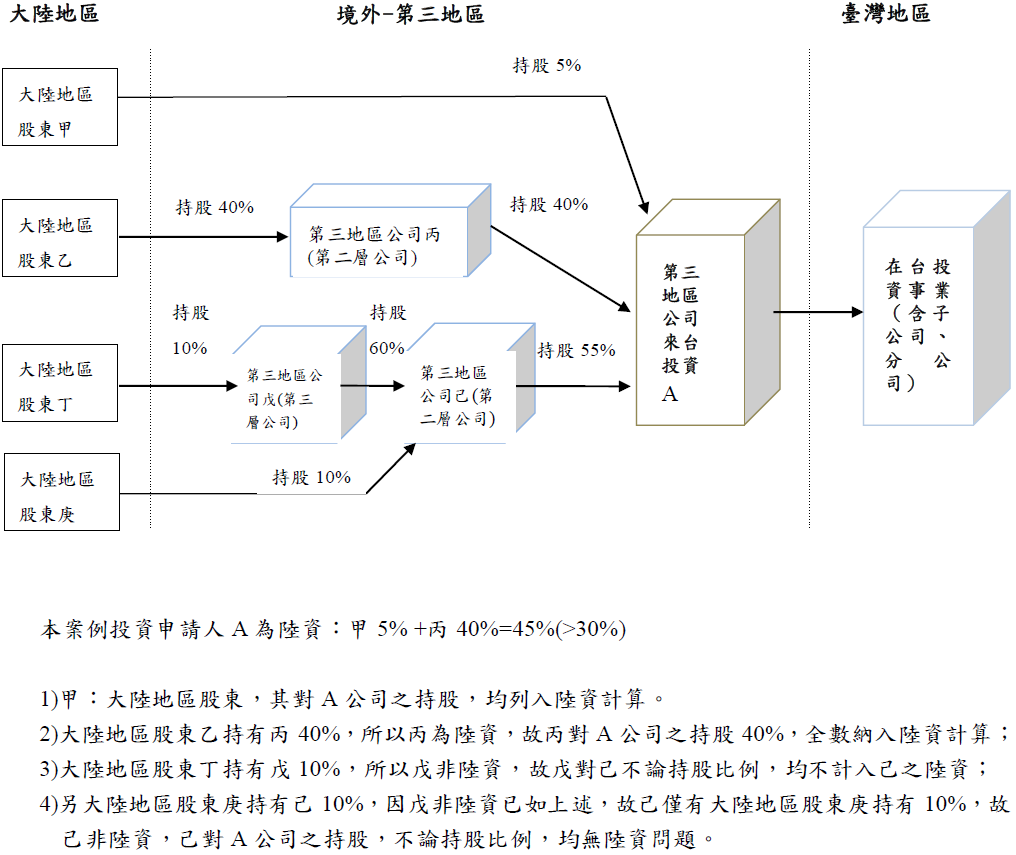 大陸地區
境外-第三地區
臺灣地區
持股 5%
大陸地區
股東甲
持股 40%
持股 40%
大陸地區
股東乙
第三地區公司丙
(第二層公司)
第三
地區
公司
來台
投資
A
在台投
資事業
（含子
公司、
分公
司）
持股
10%
持股
60%
持股 55%
大陸地區
股東丁
第三地區公
司戊(第三
層公司)
第三地區
公司己(第
二層公司)
大陸地區
股東庚
持股 10%
本案例投資申請人 A 為陸資：甲 5% +丙 40%=45%(>30%)
1)甲：大陸地區股東，其對 A 公司之持股，均列入陸資計算。
2)大陸地區股東乙持有丙 40%，所以丙為陸資，故丙對 A 公司之持股 40%，全數納入陸資計算；
3)大陸地區股東丁持有戊 10%，所以戊非陸資，故戊對己不論持股比例，均不計入己之陸資；
4)另大陸地區股東庚持有己 10%，因戊非陸資已如上述，故己僅有大陸地區股東庚持有 10%，故
己非陸資，己對 A 公司之持股，不論持股比例，均無陸資問題。